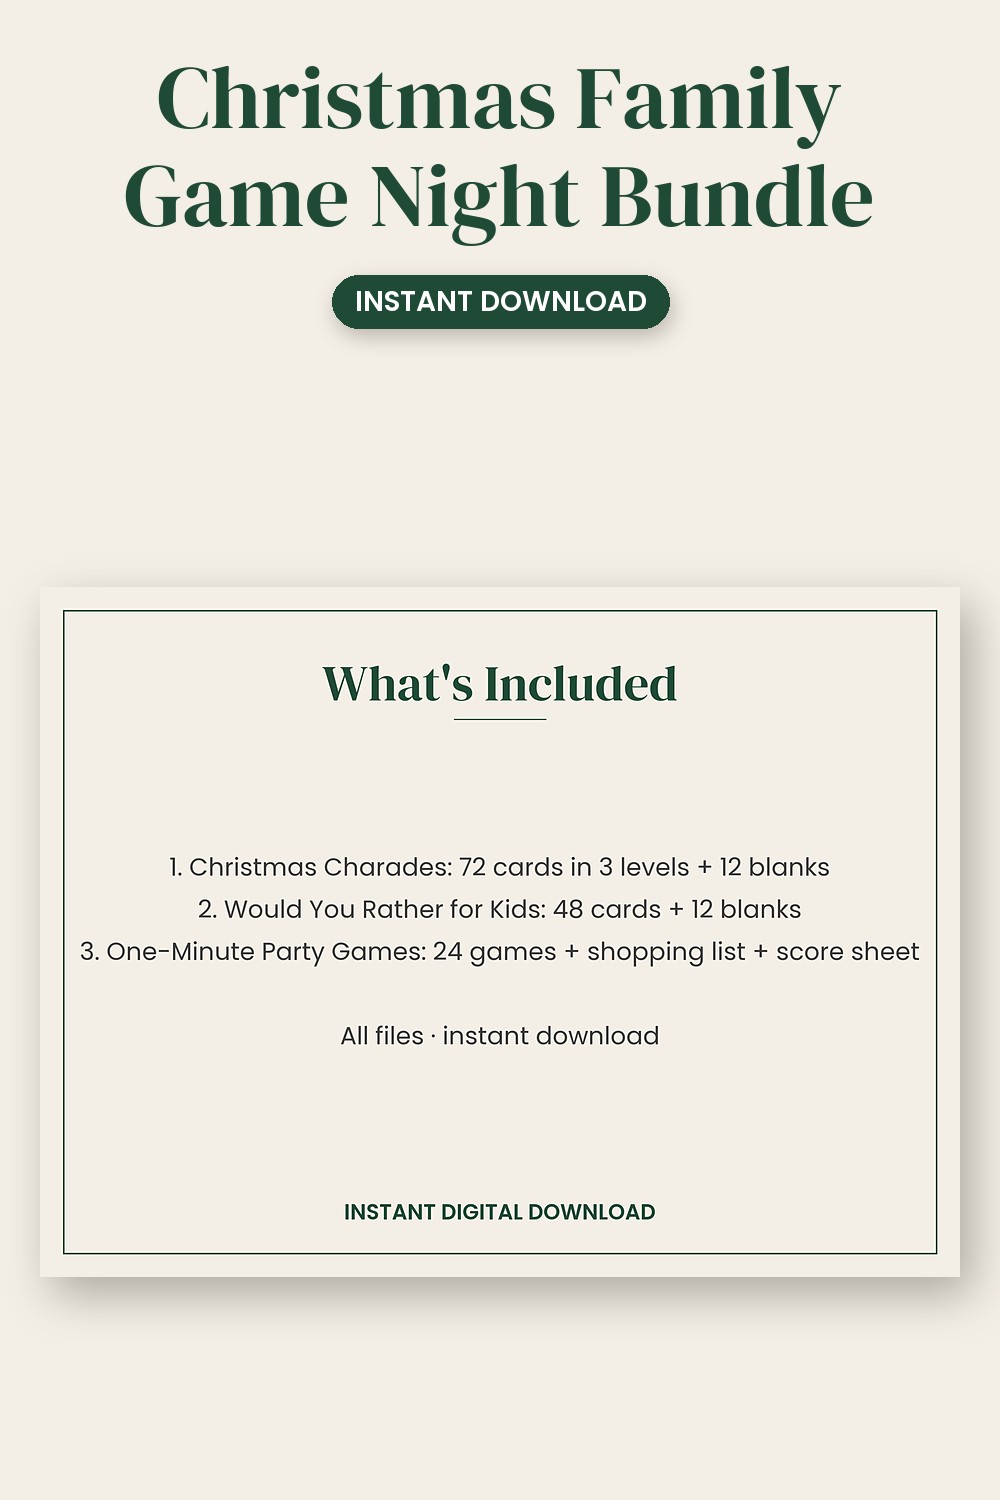 Christmas Family
Game Night Bundle
INSTANT DOWNLOAD
What's Included
1. Christmas Charades: 72 cards in 3 levels + 12 blanks
2. Would You Rather for Kids: 48 cards + 12 blanks
3. One-Minute Party Games: 24 games + shopping list + score sheet
All files · instant download
INSTANT DIGITAL DOWNLOAD